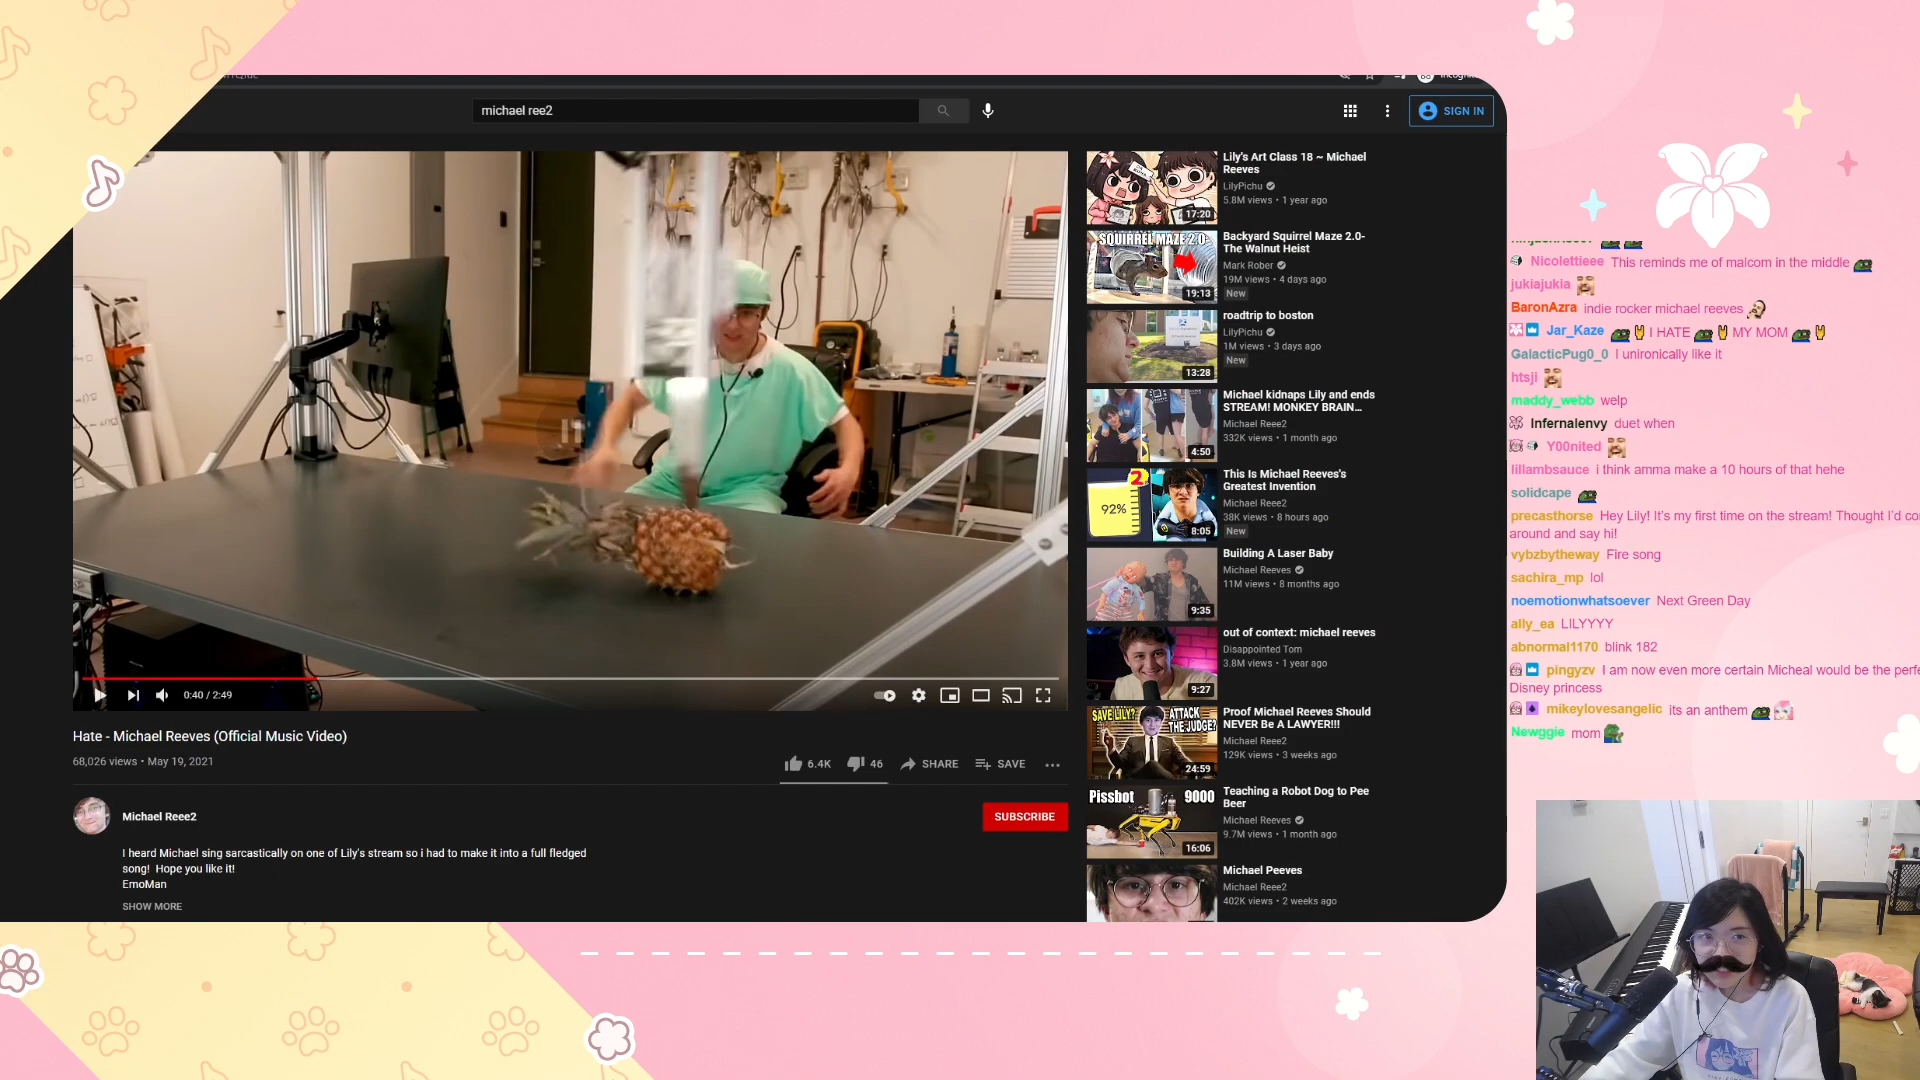 michael ree2
SIGN IN
0:40 / 2:49
Hate - Michael Reeves (Official Music Video)
68,026 views • May 19, 2021
6.4K
46
SHARE
SAVE
Michael Reee2
SUBSCRIBE
I heard Michael sing sarcastically on one of Lily's stream so i had to make it into a full fledged
song! Hope you like it!
EmoMan
SHOW MORE
17:20
Lily's Art Class 18 ~ Michael
Reeves
LilyPichu
5.8M views • 1 year ago
SQUIRREL MAZE 2.0
19:13
Backyard Squirrel Maze 2.0-
The Walnut Heist
Mark Rober
19M views • 4 days ago
New
13:28
roadtrip to boston
LilyPichu
1M views • 3 days ago
New
4:50
Michael kidnaps Lily and ends
STREAM! MONKEY BRAIN...
Michael Reee2
332K views • 1 month ago
2
92%
8:05
This Is Michael Reeves's
Greatest Invention
Michael Reee2
38K views • 8 hours ago
New
9:35
Building A Laser Baby
Michael Reeves
11M views • 8 months ago
9:27
out of context: michael reeves
Disappointed Tom
3.8M views • 1 year ago
SAVE LILY?
ATTACK
THE JUDGE?
24:59
Proof Michael Reeves Should
NEVER Be A LAWYER!!!
Michael Reee2
129K views • 3 weeks ago
Pissbot 9000
16:06
Teaching a Robot Dog to Pee
Beer
Michael Reeves
9.7M views • 1 month ago
Michael Peeves
Michael Reee2
402K views • 2 weeks ago
Nicolettieee This reminds me of malcom in the middle
jukiajukia
BaronAzra indie rocker michael reeves
Jar_Kaze I HATE MY MOM
GalacticPug0_0 I unironically like it
htsji
maddy_webb welp
Infernalenvy duet when
Y00nited
lillambsauce i think amma make a 10 hours of that hehe
solidcape
precasthorse Hey Lily! It's my first time on the stream! Thought I'd co
around and say hi!
vybzbytheway Fire song
sachira_mp lol
noemotionwhatsoever Next Green Day
ally_ea LILYYYY
abnormal1170 blink 182
pingyzv I am now even more certain Micheal would be the perfe
Disney princess
mikeylovesangelic its an anthem
Newggie mom